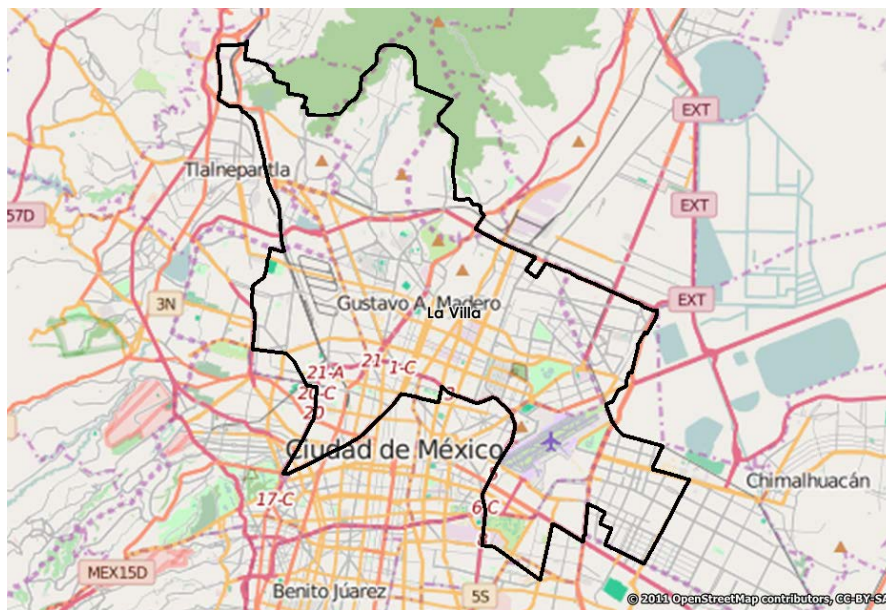 EXT
Tlalnepantla
57D
EXT
3N
EXT
Gustavo A. Madero
La Villa
21
1-C
21-A
20-C
20
Ciudad de México
Chimalhuacán
17-C
6-C
MEX15D
Benito Júarez
5S
© 2011 OpenStreetMap contributors, CC-BY-SA